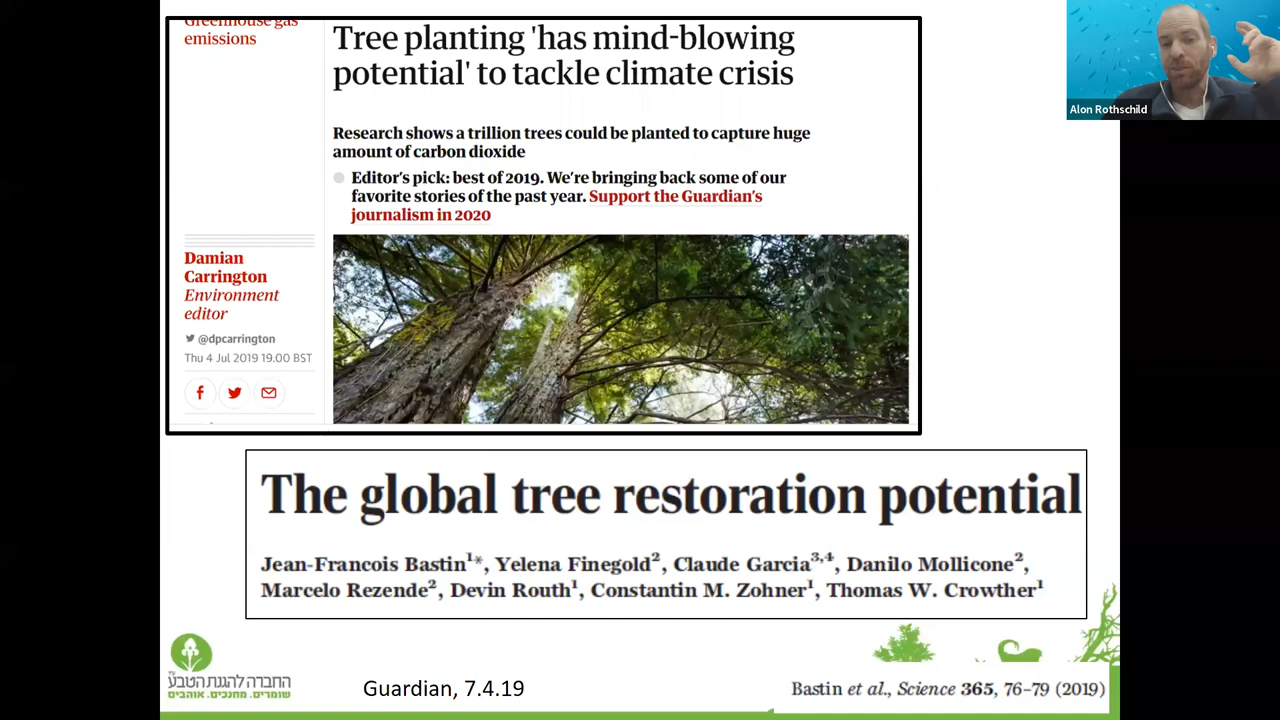 Greenhouse gas
emissions
Tree planting 'has mind-blowing
potential' to tackle climate crisis
Research shows a trillion trees could be planted to capture huge
amount of carbon dioxide
Editor's pick: best of 2019. We're bringing back some of our
favorite stories of the past year. Support the Guardian's
journalism in 2020
Damian
Carrington
Environment
editor
@dpcarrington
Thu 4 Jul 2019 19.00 BST
Alon Rothschild
The global tree restoration potential
Jean-Francois Bastin¹*, Yelena Finegold², Claude Garcia³,⁴, Danilo Mollicone²,
Marcelo Rezende², Devin Routh¹, Constantin M. Zohner¹, Thomas W. Crowther¹
החברה להגנת הטבע
שומרים. מחנכים. אוהבים
Guardian, 7.4.19
Bastin et al., Science 365, 76–79 (2019)